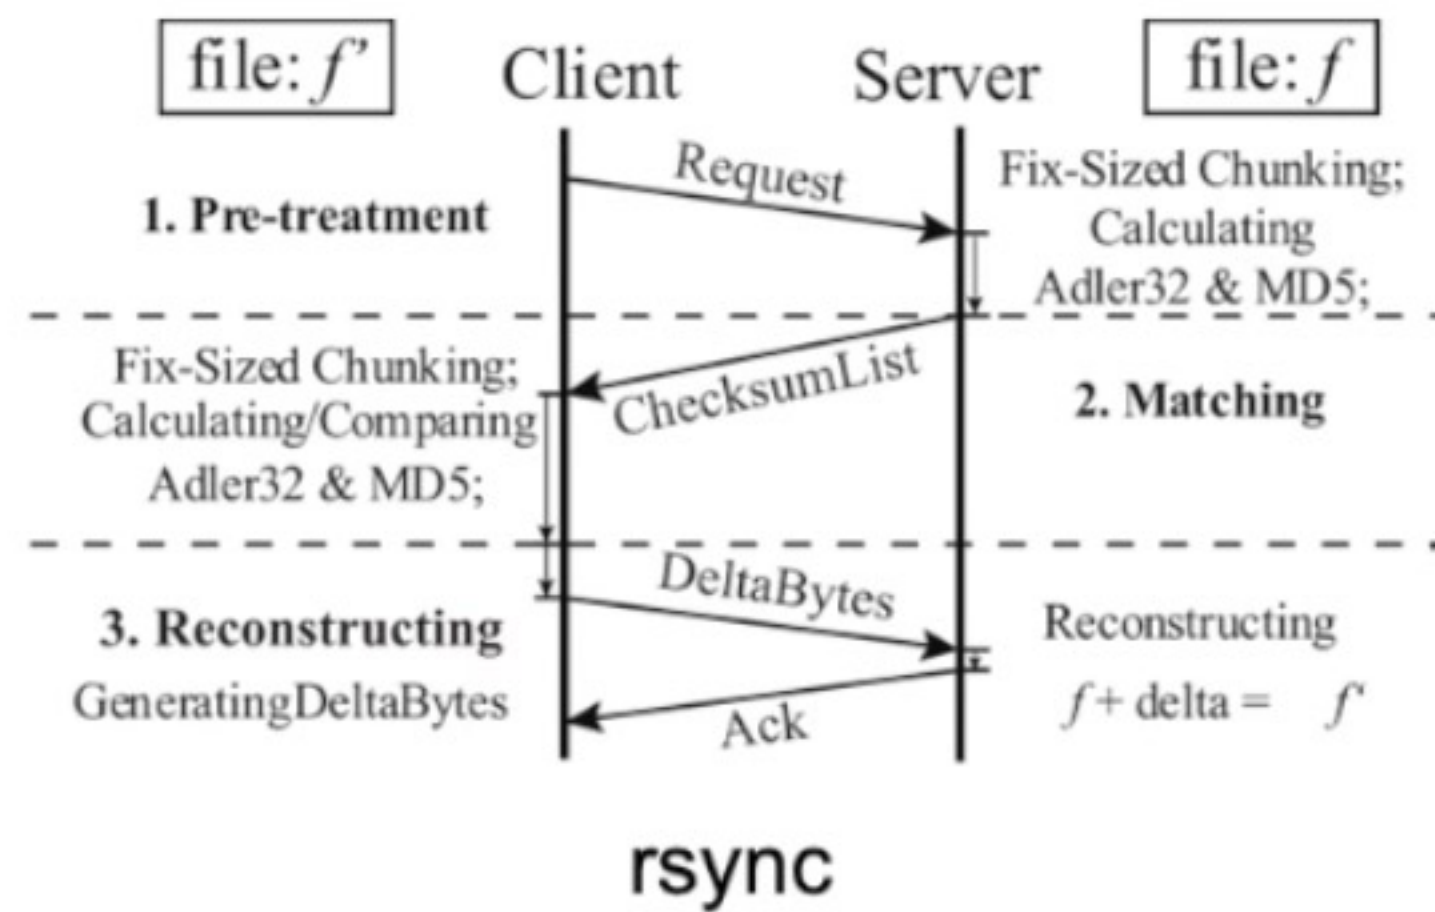 file: f’
Client
Server
file: f
Request
Fix-Sized Chunking;
Calculating
Adler32 & MD5;
1. Pre-treatment
ChecksumList
Fix-Sized Chunking;
Calculating/Comparing
Adler32 & MD5;
2. Matching
DeltaBytes
3. Reconstructing
GeneratingDeltaBytes
Reconstructing
f + delta = f‘
Ack
rsync